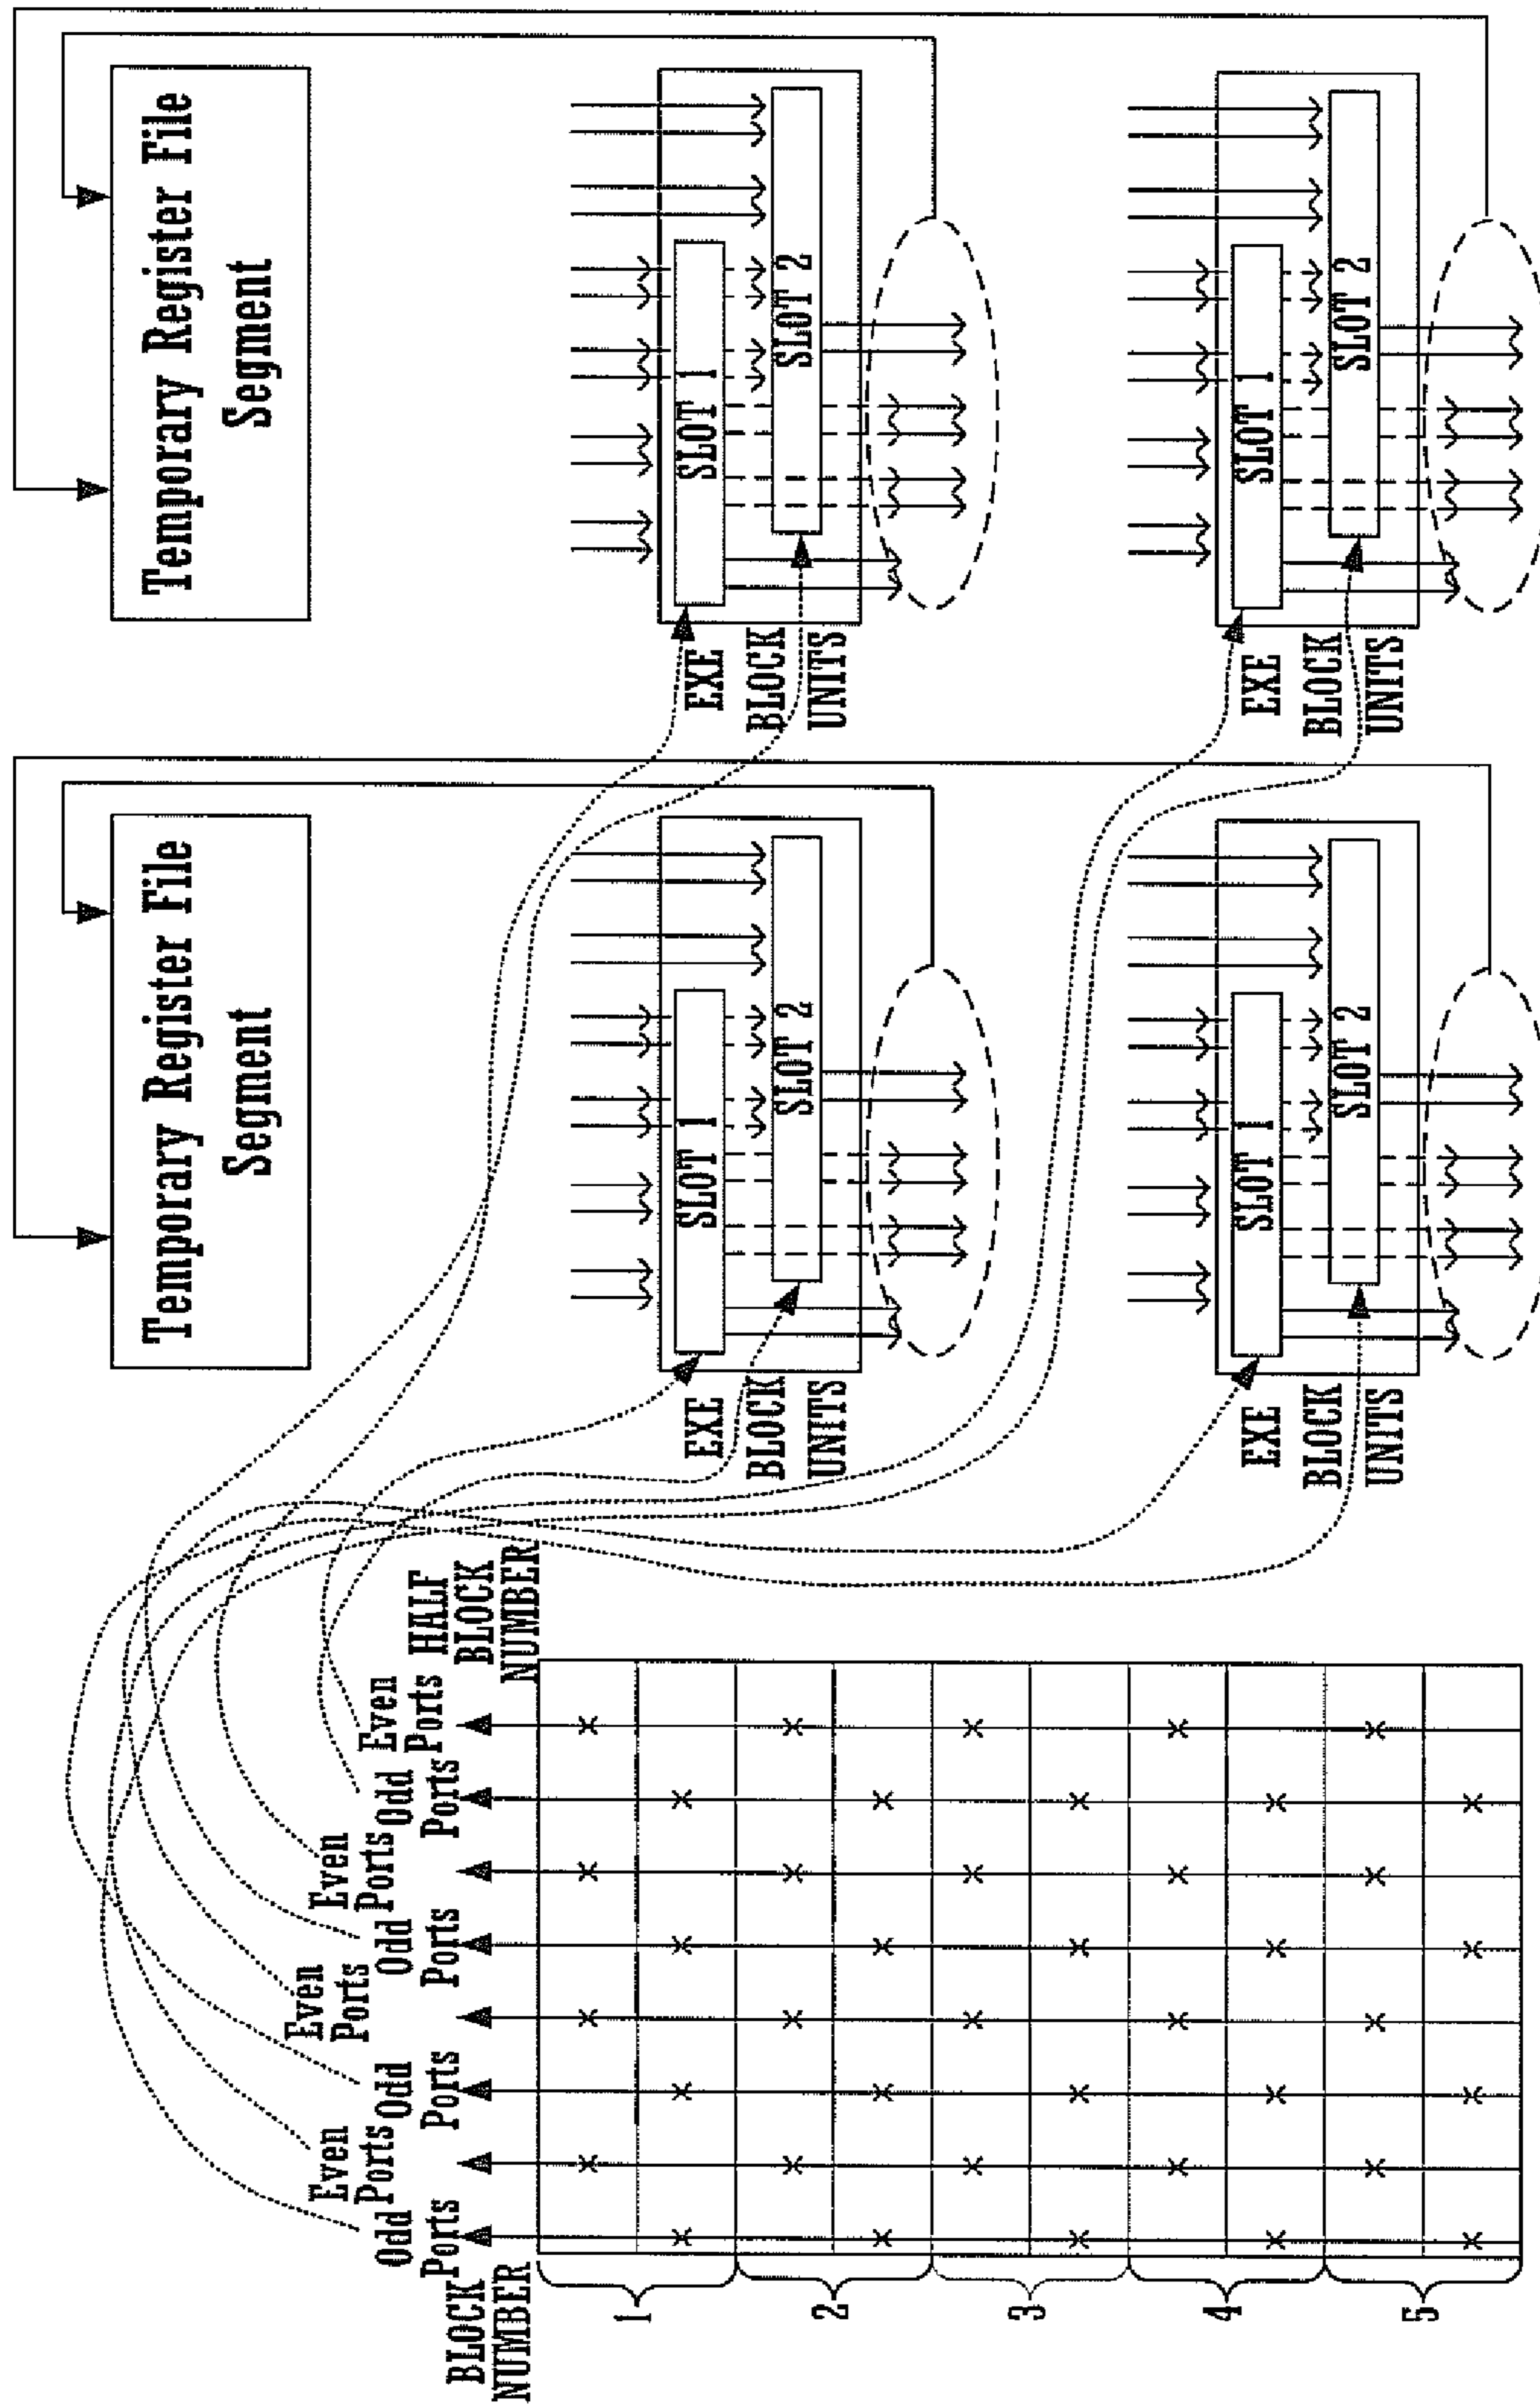 Temporary Register File
Segment
Temporary Register File
Segment
BLOCK
NUMBER
Odd
Ports
Even
Ports
Odd
Ports
Even
Ports
Odd
Ports
Even
Ports
Odd
Ports
Even
Ports
HALF
BLOCK
NUMBER
1
2
3
4
5
EXE
BLOCK
UNITS
SLOT 1
SLOT 2
EXE
BLOCK
UNITS
SLOT 1
SLOT 2
EXE
BLOCK
UNITS
SLOT 1
SLOT 2
EXE
BLOCK
UNITS
SLOT 1
SLOT 2